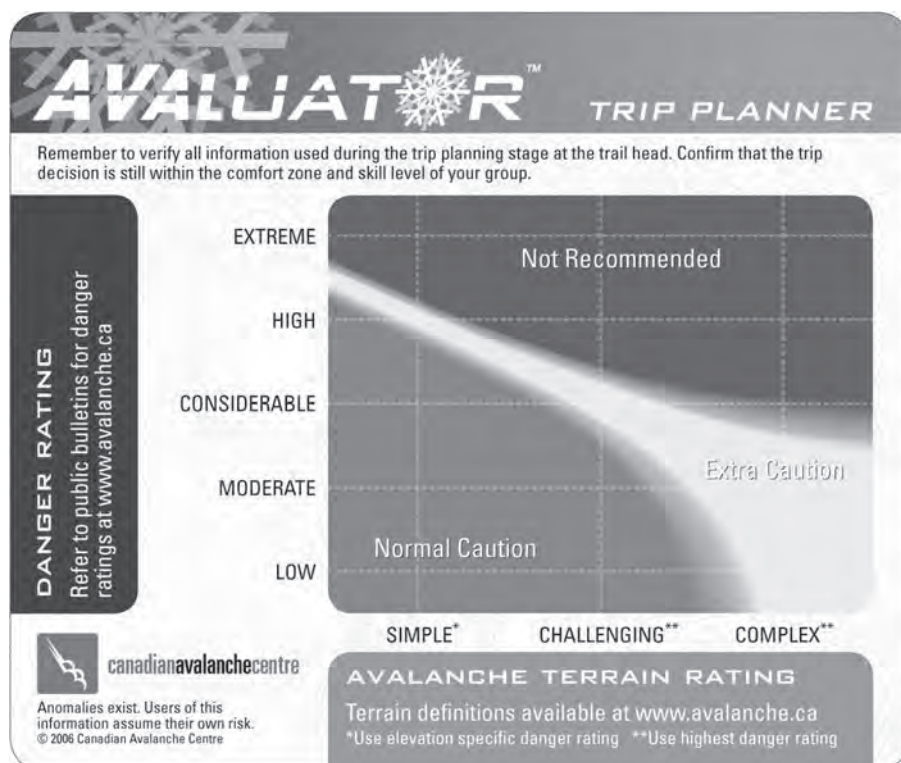 AVALUATOR™
TRIP PLANNER
Remember to verify all information used during the trip planning stage at the trail head. Confirm that the trip
decision is still within the comfort zone and skill level of your group.
DANGER RATING
Refer to public bulletins for danger
ratings at www.avalanche.ca
EXTREME
HIGH
CONSIDERABLE
MODERATE
LOW
Not Recommended
Extra Caution
Normal Caution
SIMPLE*
CHALLENGING**
COMPLEX**
canadianavalanchecentre
Anomalies exist. Users of this
information assume their own risk.
© 2006 Canadian Avalanche Centre
AVALANCHE TERRAIN RATING
Terrain definitions available at www.avalanche.ca
*Use elevation specific danger rating **Use highest danger rating